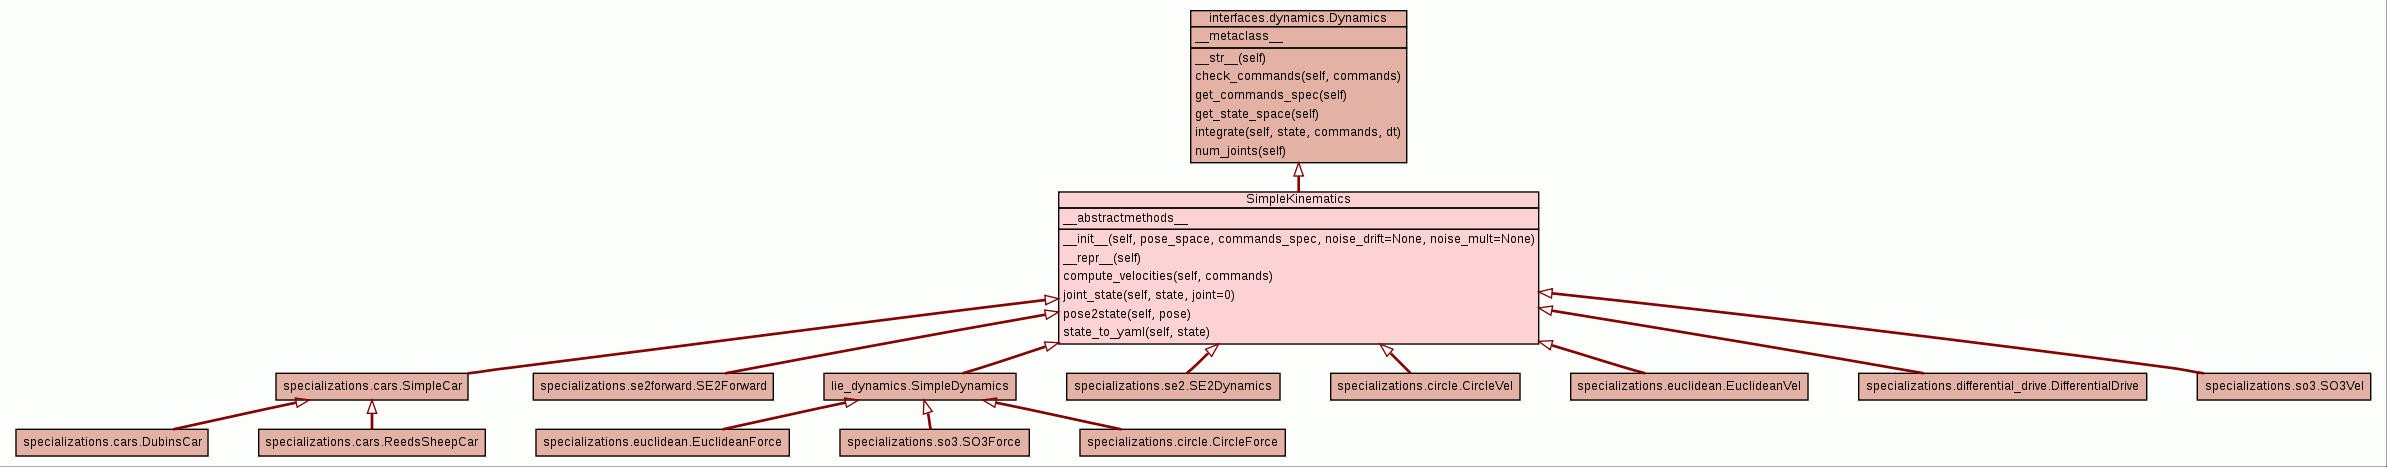 interfaces.dynamics.Dynamics
__metaclass__
__str__(self)
check_commands(self, commands)
get_commands_spec(self)
get_state_space(self)
integrate(self, state, commands, dt)
num_joints(self)
SimpleKinematics
__abstractmethods__
__init__(self, pose_space, commands_spec, noise_drift=None, noise_mult=None)
__repr__(self)
compute_velocities(self, commands)
joint_state(self, state, joint=0)
pose2state(self, pose)
state_to_yaml(self, state)
specializations.cars.SimpleCar
specializations.se2forward.SE2Forward
lie_dynamics.SimpleDynamics
specializations.se2.SE2Dynamics
specializations.circle.CircleVel
specializations.euclidean.EuclideanVel
specializations.differential_drive.DifferentialDrive
specializations.so3.SO3Vel
specializations.cars.DubinsCar
specializations.cars.ReedsSheepCar
specializations.euclidean.EuclideanForce
specializations.so3.SO3Force
specializations.circle.CircleForce